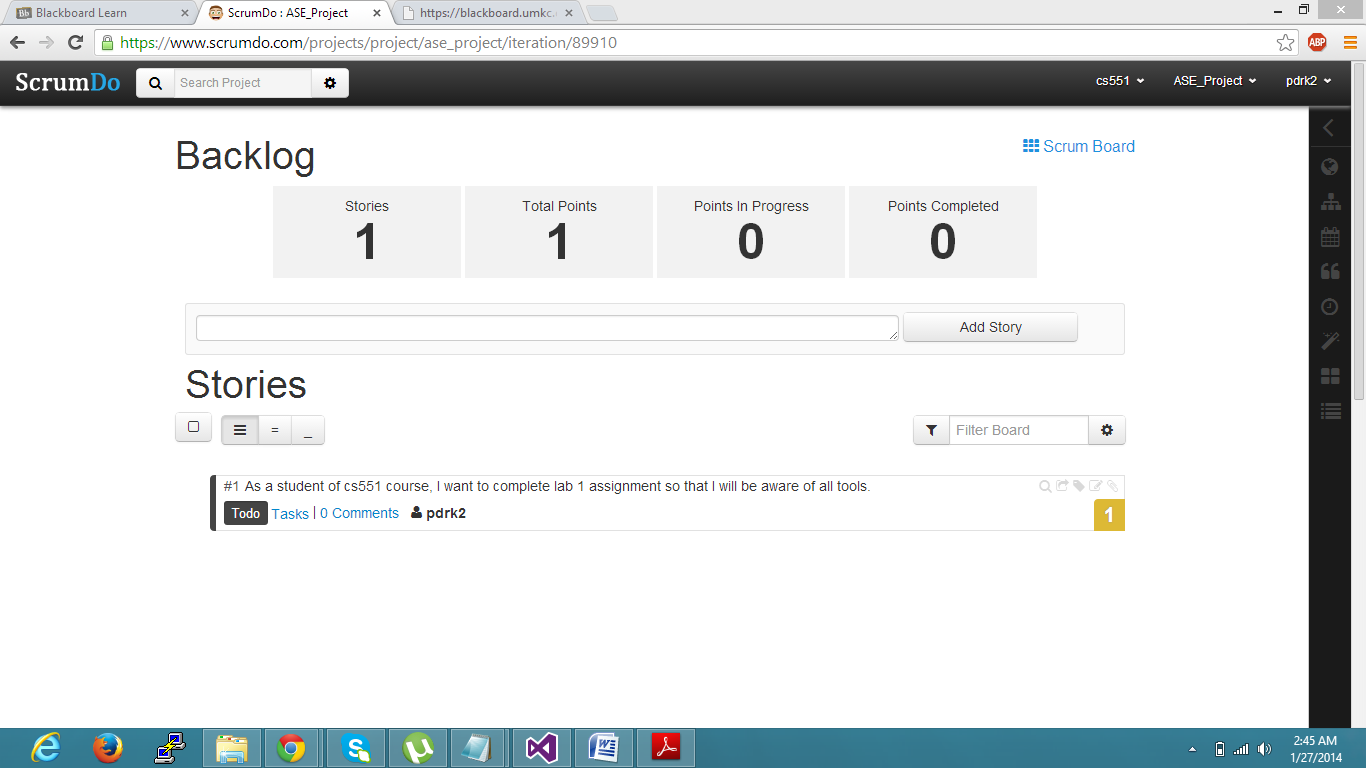 Blackboard Learn
ScrumDo : ASE_Project
https://blackboard.umkc.
https://www.scrumdo.com/projects/project/ase_project/iteration/89910
ABP
ScrumDo
Search Project
cs551
ASE_Project
pdrk2
Backlog
Scrum Board
Stories
1
Total Points
1
Points In Progress
0
Points Completed
0
Add Story
Stories
Filter Board
#1 As a student of cs551 course, I want to complete lab 1 assignment so that I will be aware of all tools.
Todo Tasks | 0 Comments pdrk2
1
2:45 AM
1/27/2014